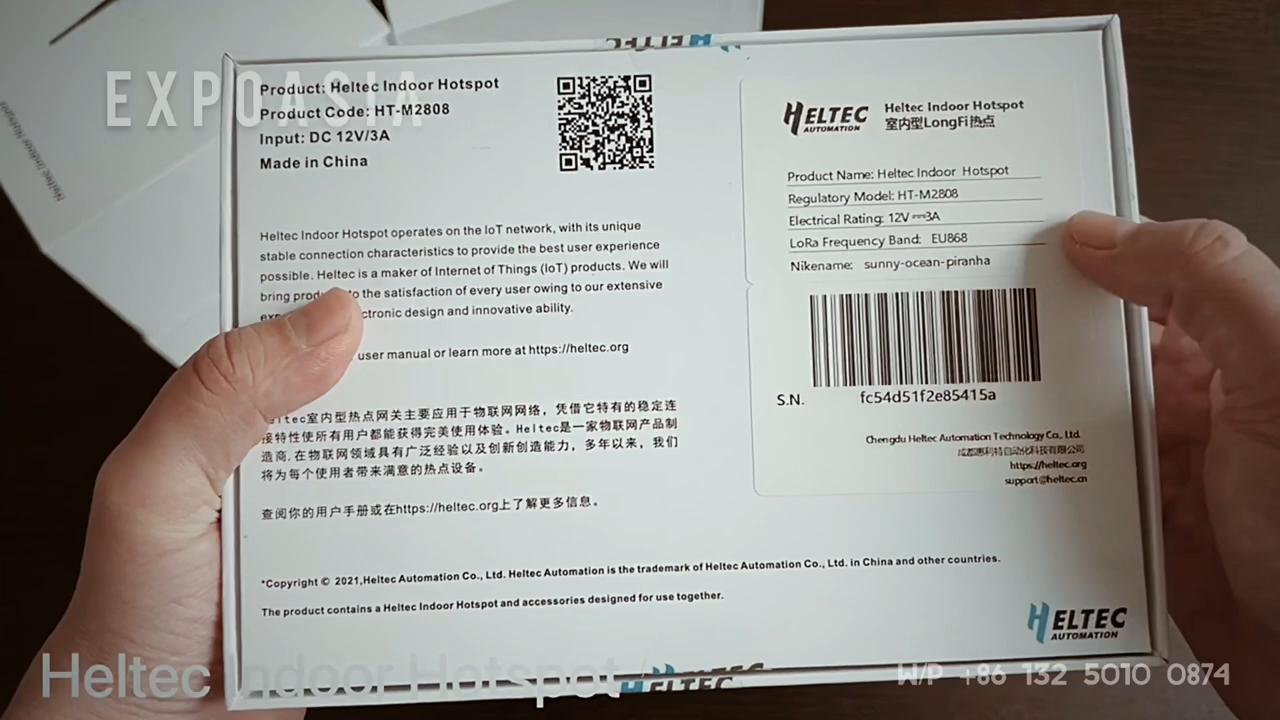 EXPOASIA
Product: Heltec Indoor Hotspot
Product Code: HT-M2808
Input: DC 12V/3A
Made in China
Heltec Indoor Hotspot operates on the IoT network, with its unique
stable connection characteristics to provide the best user experience
possible. Heltec is a maker of Internet of Things (IoT) products. We will
bring to the satisfaction of every user owing to our extensive
design and innovative ability.
user manual or learn more at https://heltec.org
室内型热点网关主要应用于物联网网络，凭借它特有的稳定连
接特性使所有用户都能获得完美使用体验。Heltec是一家物联网产品制
造商.在物联网领域具有广泛经验以及创新创造能力，多年以来，我们
将为每个使用者带来满意的热点设备。
查阅你的用户手册或在https://heltec.org上了解更多信息。
*Copyright © 2021,Heltec Automation Co., Ltd. Heltec Automation is the trademark of Heltec Automation Co., Ltd. in China and other countries.
The product contains a Heltec Indoor Hotspot and accessories designed for use together.
HELTEC
AUTOMATION
Heltec Indoor Hotspot
室内型LongFi热点
Product Name: Heltec Indoor Hotspot
Regulatory Model: HT-M2808
Electrical Rating: 12V⎓3A
LoRa Frequency Band: EU868
Nikename: sunny-ocean-piranha
S.N. fc54d51f2e85415a
Chengdu Heltec Automation Technology Co., Ltd.
成都惠利特自动化科技有限公司
https://heltec.org
support@heltec.cn
HELTEC
AUTOMATION
HELTEC
Heltec Indoor Hotspot
Heltec Indoor Hotspot
W/P +86 132 5010 0874